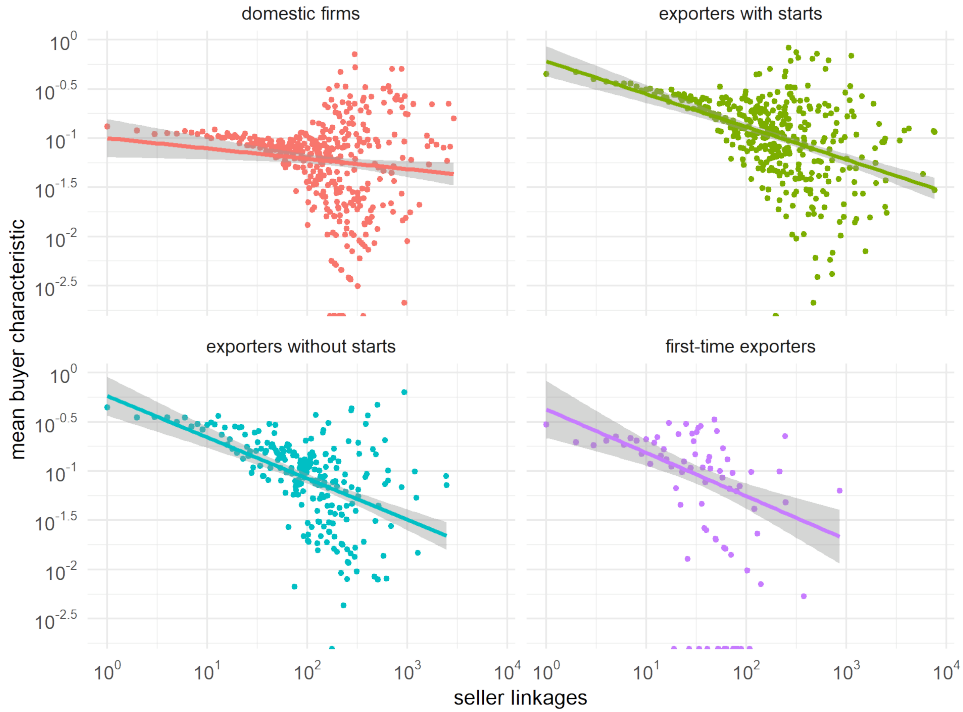 domestic firms exporters with starts
10^0
10^-0.5
10^-1
10^-1.5
10^-2
10^-2.5
exporters without starts first-time exporters
10^0
10^-0.5
10^-1
10^-1.5
10^-2
10^-2.5
mean buyer characteristic
10^0 10^1 10^2 10^3 10^4 10^0 10^1 10^2 10^3 10^4
seller linkages